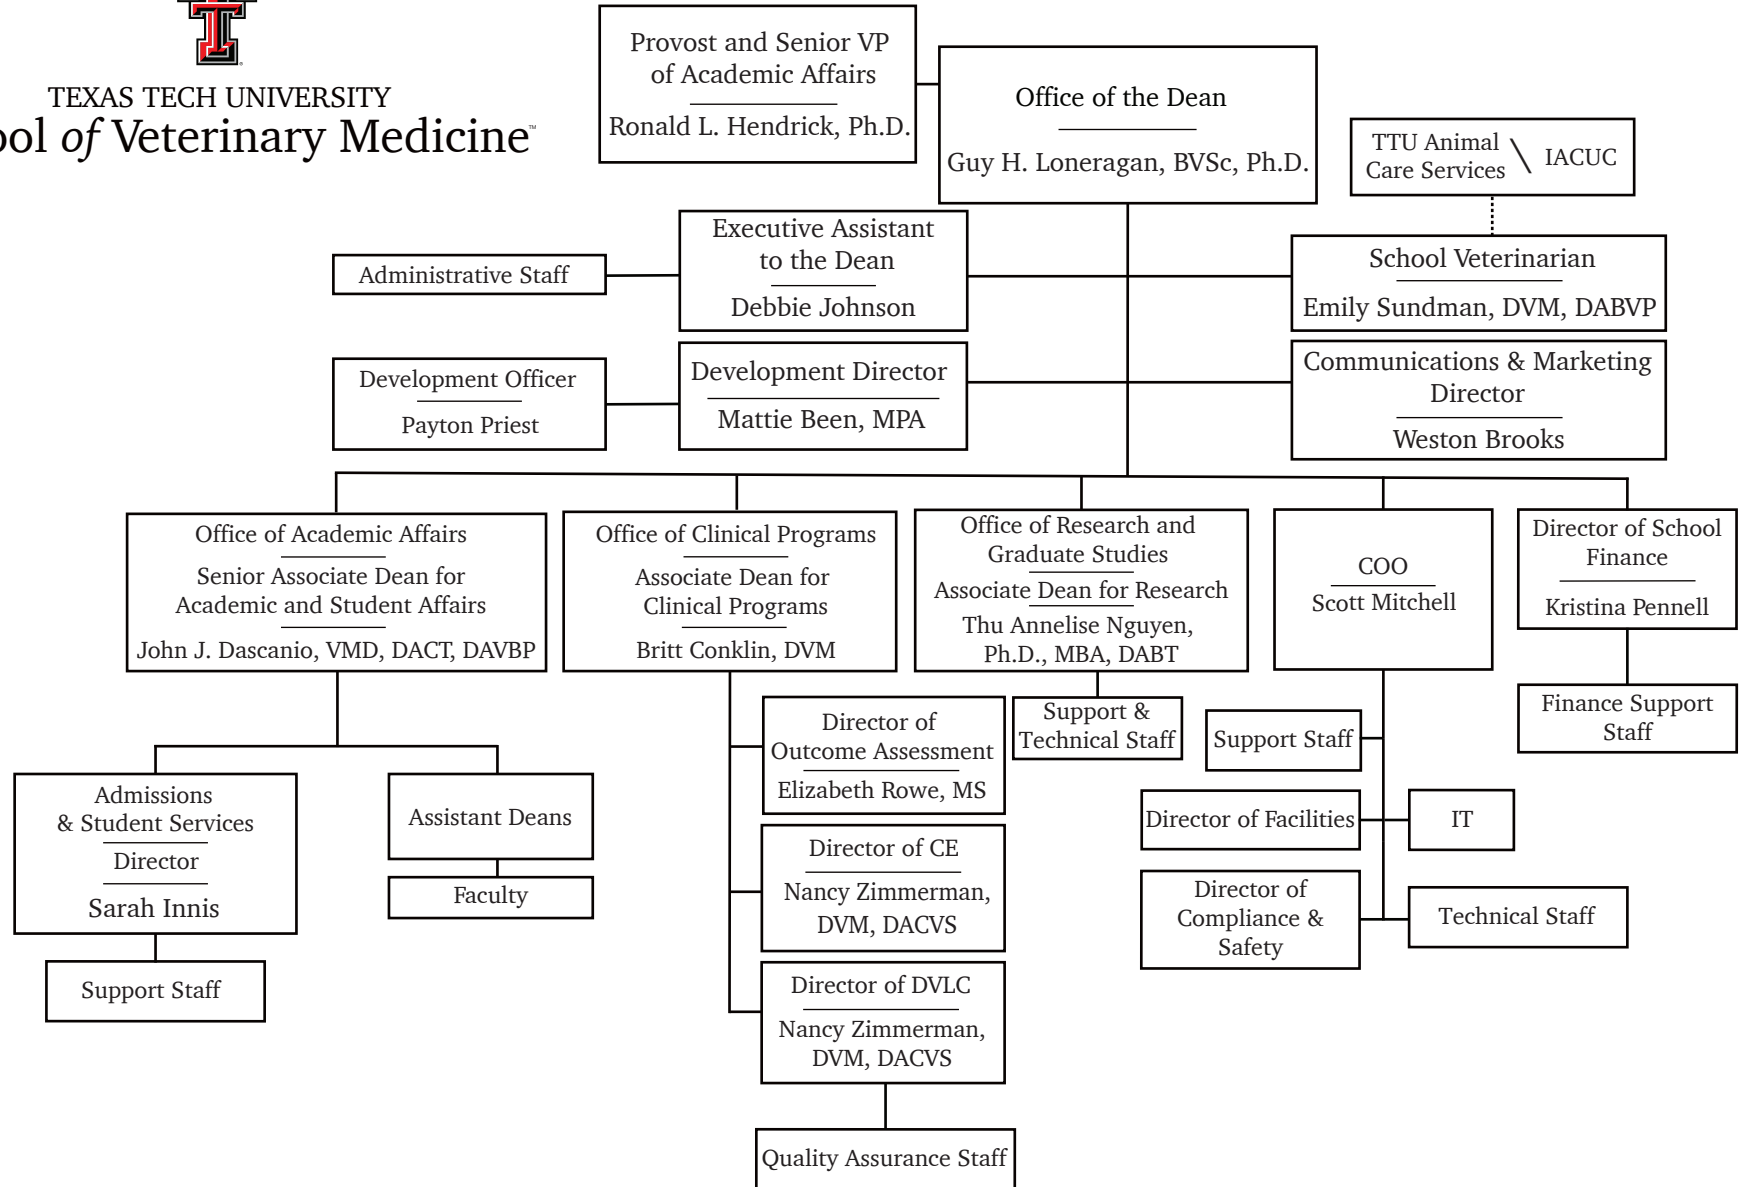 TEXAS TECH UNIVERSITY
ool of Veterinary Medicine™
Provost and Senior VP
of Academic Affairs
Ronald L. Hendrick, Ph.D.
Office of the Dean
Guy H. Loneragan, BVSc, Ph.D.
TTU Animal
Care Services \ IACUC
Administrative Staff
Executive Assistant
to the Dean
Debbie Johnson
School Veterinarian
Emily Sundman, DVM, DABVP
Development Officer
Payton Priest
Development Director
Mattie Been, MPA
Communications & Marketing
Director
Weston Brooks
Office of Academic Affairs
Senior Associate Dean for
Academic and Student Affairs
John J. Dascanio, VMD, DACT, DAVBP
Office of Clinical Programs
Associate Dean for
Clinical Programs
Britt Conklin, DVM
Office of Research and
Graduate Studies
Associate Dean for Research
Thu Annelise Nguyen,
Ph.D., MBA, DABT
COO
Scott Mitchell
Director of School
Finance
Kristina Pennell
Admissions
& Student Services
Director
Sarah Innis
Support Staff
Assistant Deans
Faculty
Director of
Outcome Assessment
Elizabeth Rowe, MS
Director of CE
Nancy Zimmerman,
DVM, DACVS
Director of DVLC
Nancy Zimmerman,
DVM, DACVS
Quality Assurance Staff
Support &
Technical Staff
Support Staff
Director of Facilities
IT
Director of
Compliance &
Safety
Technical Staff
Finance Support
Staff